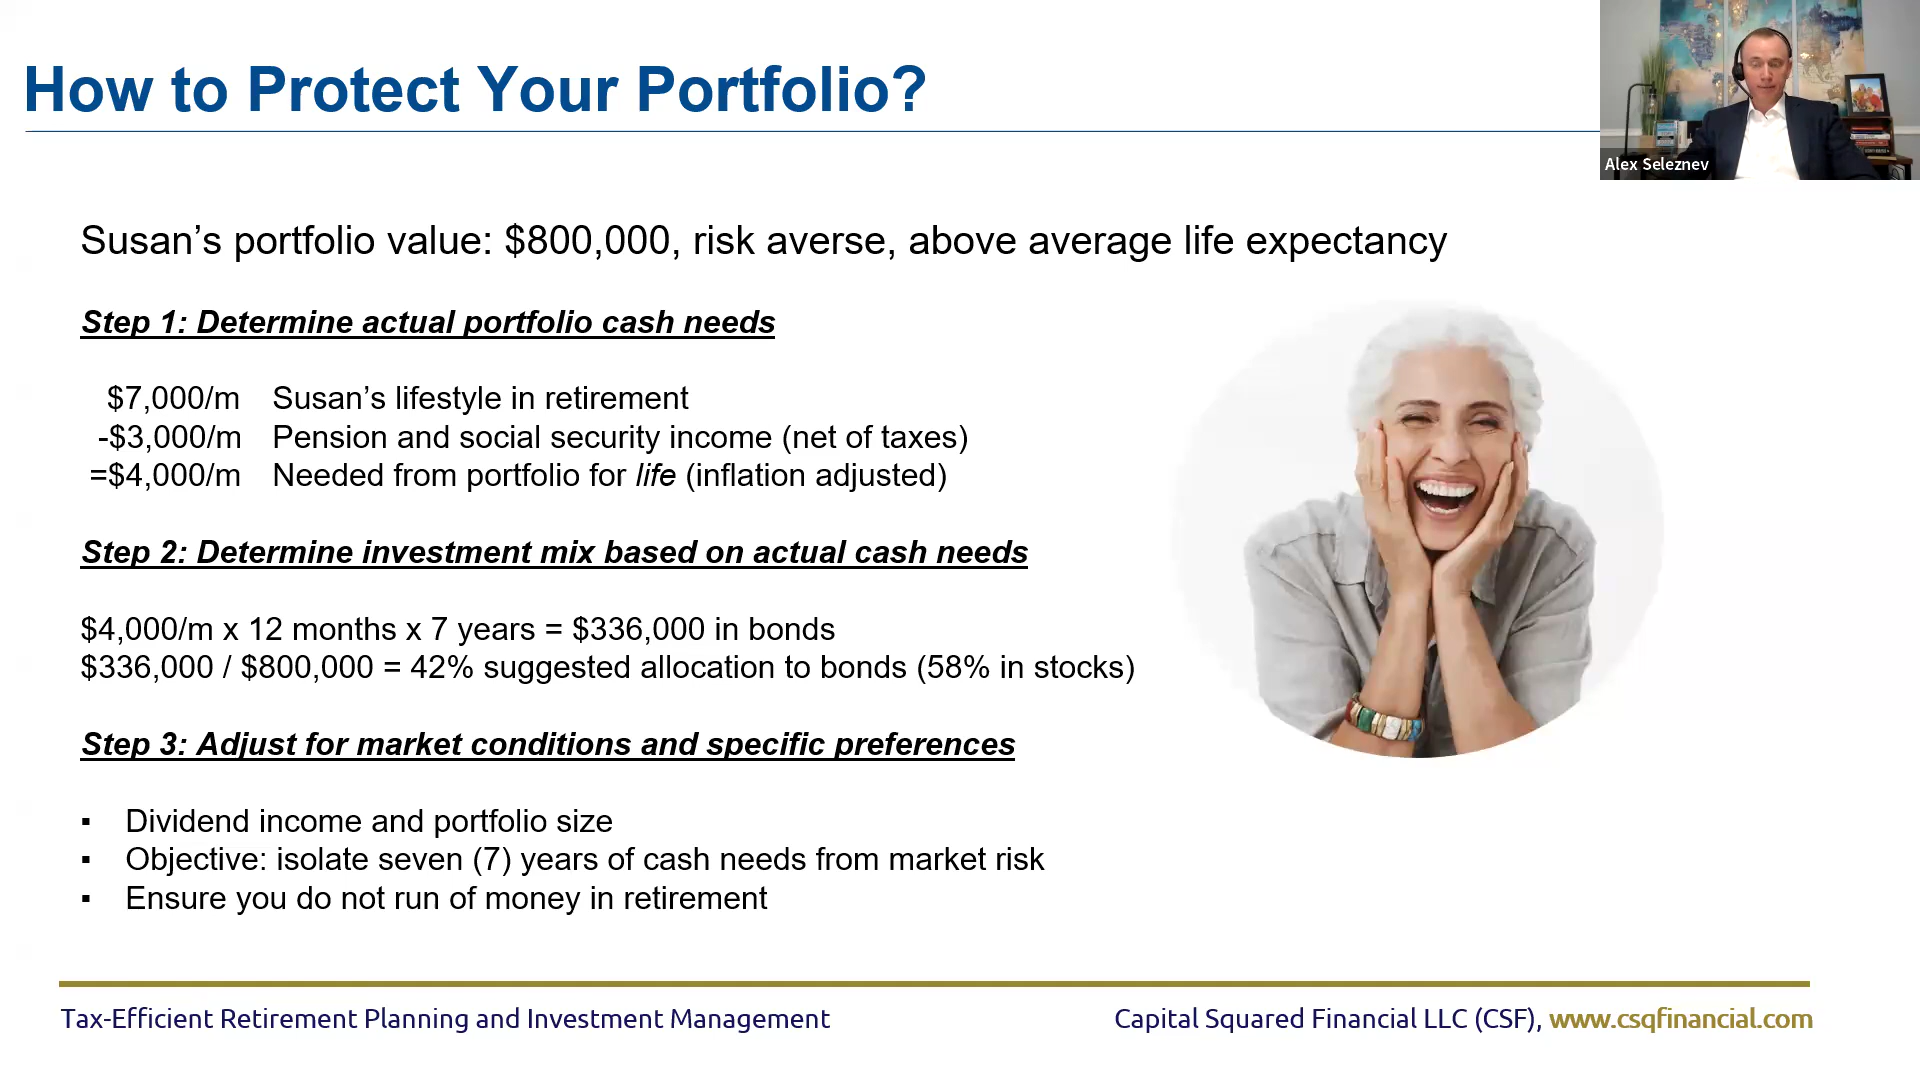 How to Protect Your Portfolio?
Alex Seleznev
Susan’s portfolio value: $800,000, risk averse, above average life expectancy
Step 1: Determine actual portfolio cash needs
$7,000/m Susan’s lifestyle in retirement
-$3,000/m Pension and social security income (net of taxes)
=$4,000/m Needed from portfolio for life (inflation adjusted)
Step 2: Determine investment mix based on actual cash needs
$4,000/m x 12 months x 7 years = $336,000 in bonds
$336,000 / $800,000 = 42% suggested allocation to bonds (58% in stocks)
Step 3: Adjust for market conditions and specific preferences
▪ Dividend income and portfolio size
▪ Objective: isolate seven (7) years of cash needs from market risk
▪ Ensure you do not run of money in retirement
Tax-Efficient Retirement Planning and Investment Management
Capital Squared Financial LLC (CSF), www.csqfinancial.com